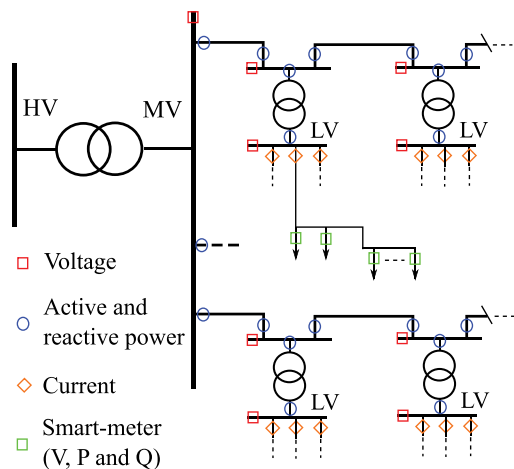 HV
MV
LV
LV
Voltage
Active and
reactive power
Current
Smart-meter
(V, P and Q)
LV
LV